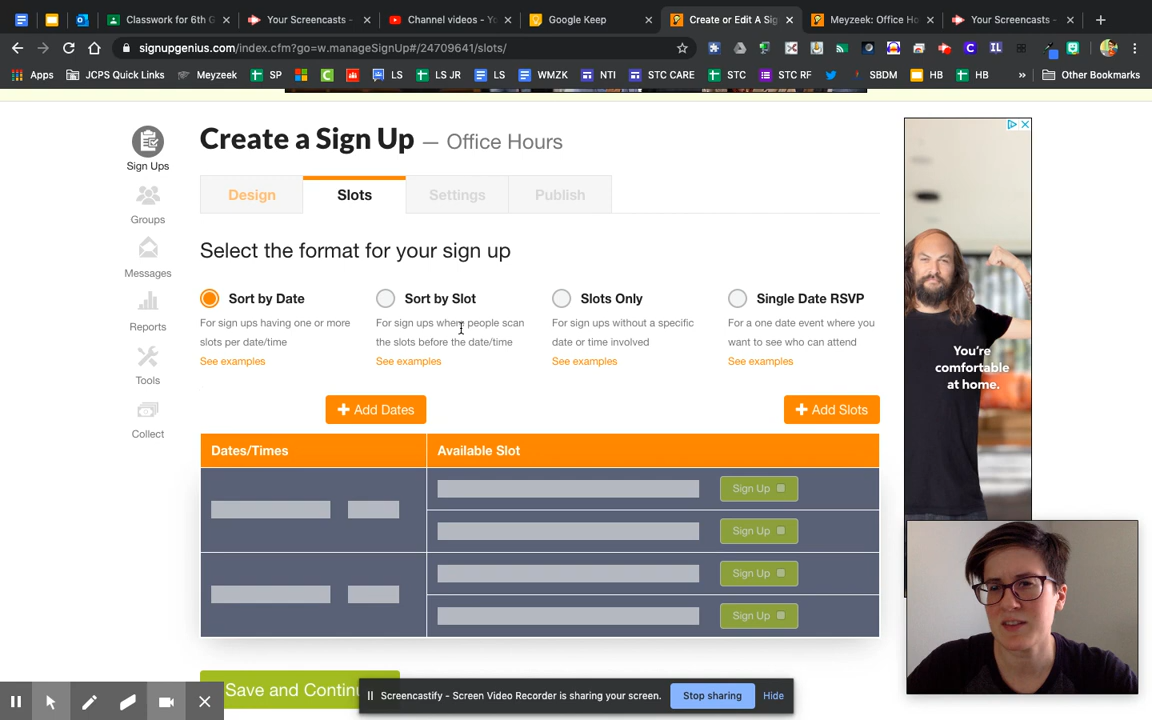 Classwork for 6th G
Your Screencasts -
Channel videos - Yo
Google Keep
Create or Edit A Sig
Meyzeek: Office Ho
Your Screencasts -
signupgenius.com/index.cfm?go=w.manageSignUp#/24709641/slots/
Apps
JCPS Quick Links
Meyzeek
SP
LS
LS JR
LS
WMZK
NTI
STC CARE
STC
STC RF
SBDM
HB
HB
»
Other Bookmarks
Create a Sign Up — Office Hours
Sign Ups
Groups
Messages
Reports
Tools
Collect
Design
Slots
Settings
Publish
Select the format for your sign up
Sort by Date
For sign ups having one or more
slots per date/time
See examples
Sort by Slot
For sign ups where people scan
the slots before the date/time
See examples
Slots Only
For sign ups without a specific
date or time involved
See examples
Single Date RSVP
For a one date event where you
want to see who can attend
See examples
+ Add Dates
+ Add Slots
Dates/Times
Available Slot
Sign Up
Sign Up
Sign Up
Sign Up
You're
comfortable
at home.
Save and Continu
Screencastify - Screen Video Recorder is sharing your screen.
Stop sharing
Hide